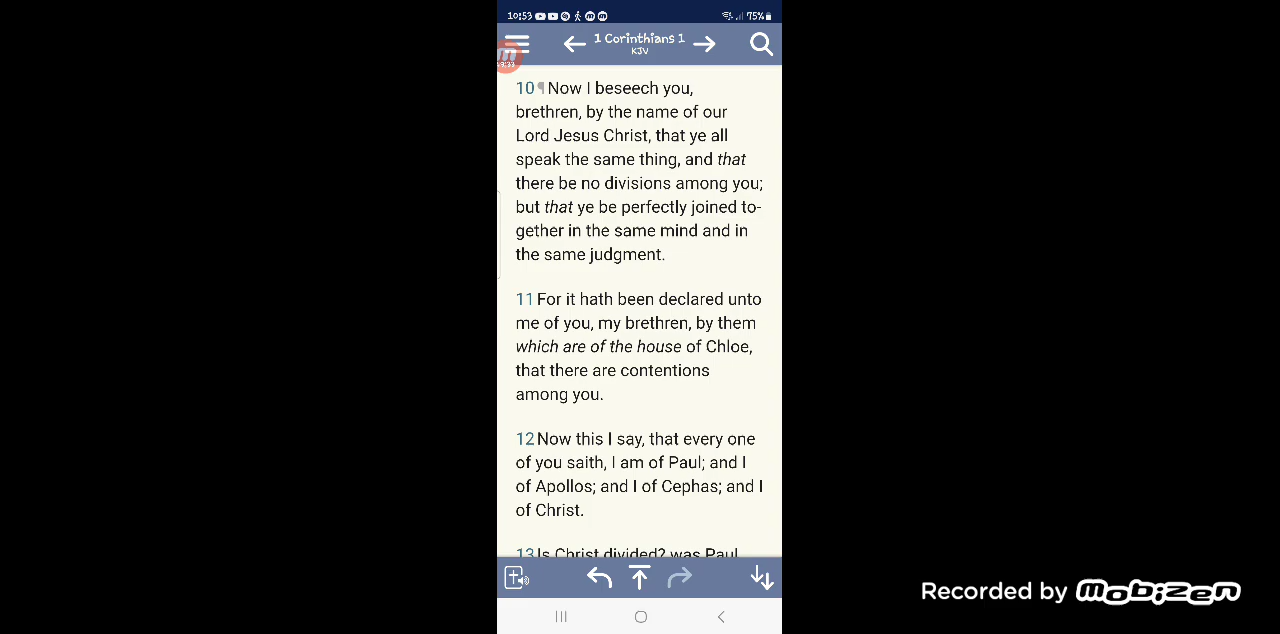 10:53
75%
1 Corinthians 1
KJV
10 ¶ Now I beseech you,
brethren, by the name of our
Lord Jesus Christ, that ye all
speak the same thing, and that
there be no divisions among you;
but that ye be perfectly joined to-
gether in the same mind and in
the same judgment.
11 For it hath been declared unto
me of you, my brethren, by them
which are of the house of Chloe,
that there are contentions
among you.
12 Now this I say, that every one
of you saith, I am of Paul; and I
of Apollos; and I of Cephas; and I
of Christ.
13 Is Christ divided? was Paul
Recorded by mobizen